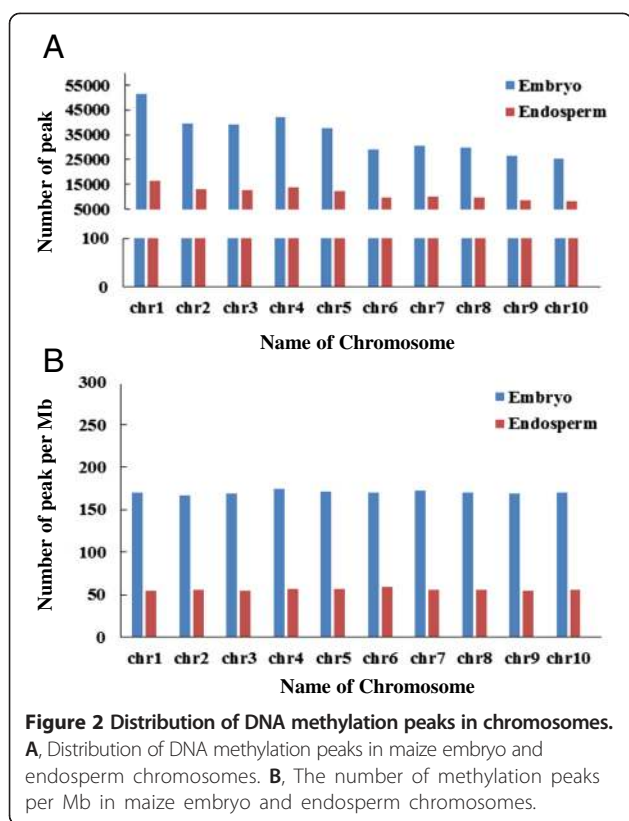 A
Number of peak
55000
45000
35000
25000
15000
5000
100
0
Embryo
Endosperm
chr1 chr2 chr3 chr4 chr5 chr6 chr7 chr8 chr9 chr10
Name of Chromosome
B
Number of peak per Mb
300
250
200
150
100
50
0
Embryo
Endosperm
chr1 chr2 chr3 chr4 chr5 chr6 chr7 chr8 chr9 chr10
Name of Chromosome
Figure 2 Distribution of DNA methylation peaks in chromosomes.
A, Distribution of DNA methylation peaks in maize embryo and
endosperm chromosomes. B, The number of methylation peaks
per Mb in maize embryo and endosperm chromosomes.